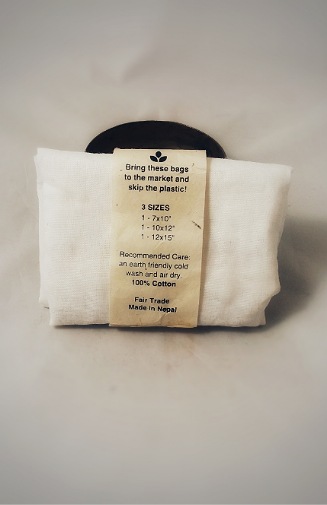 Bring these bags
to the market and
skip the plastic!
3 SIZES
1 - 7x10"
1 - 10x12"
1 - 12x15"
Recommended Care:
an earth friendly cold
wash and air dry
100% Cotton
Fair Trade
Made in Nepal